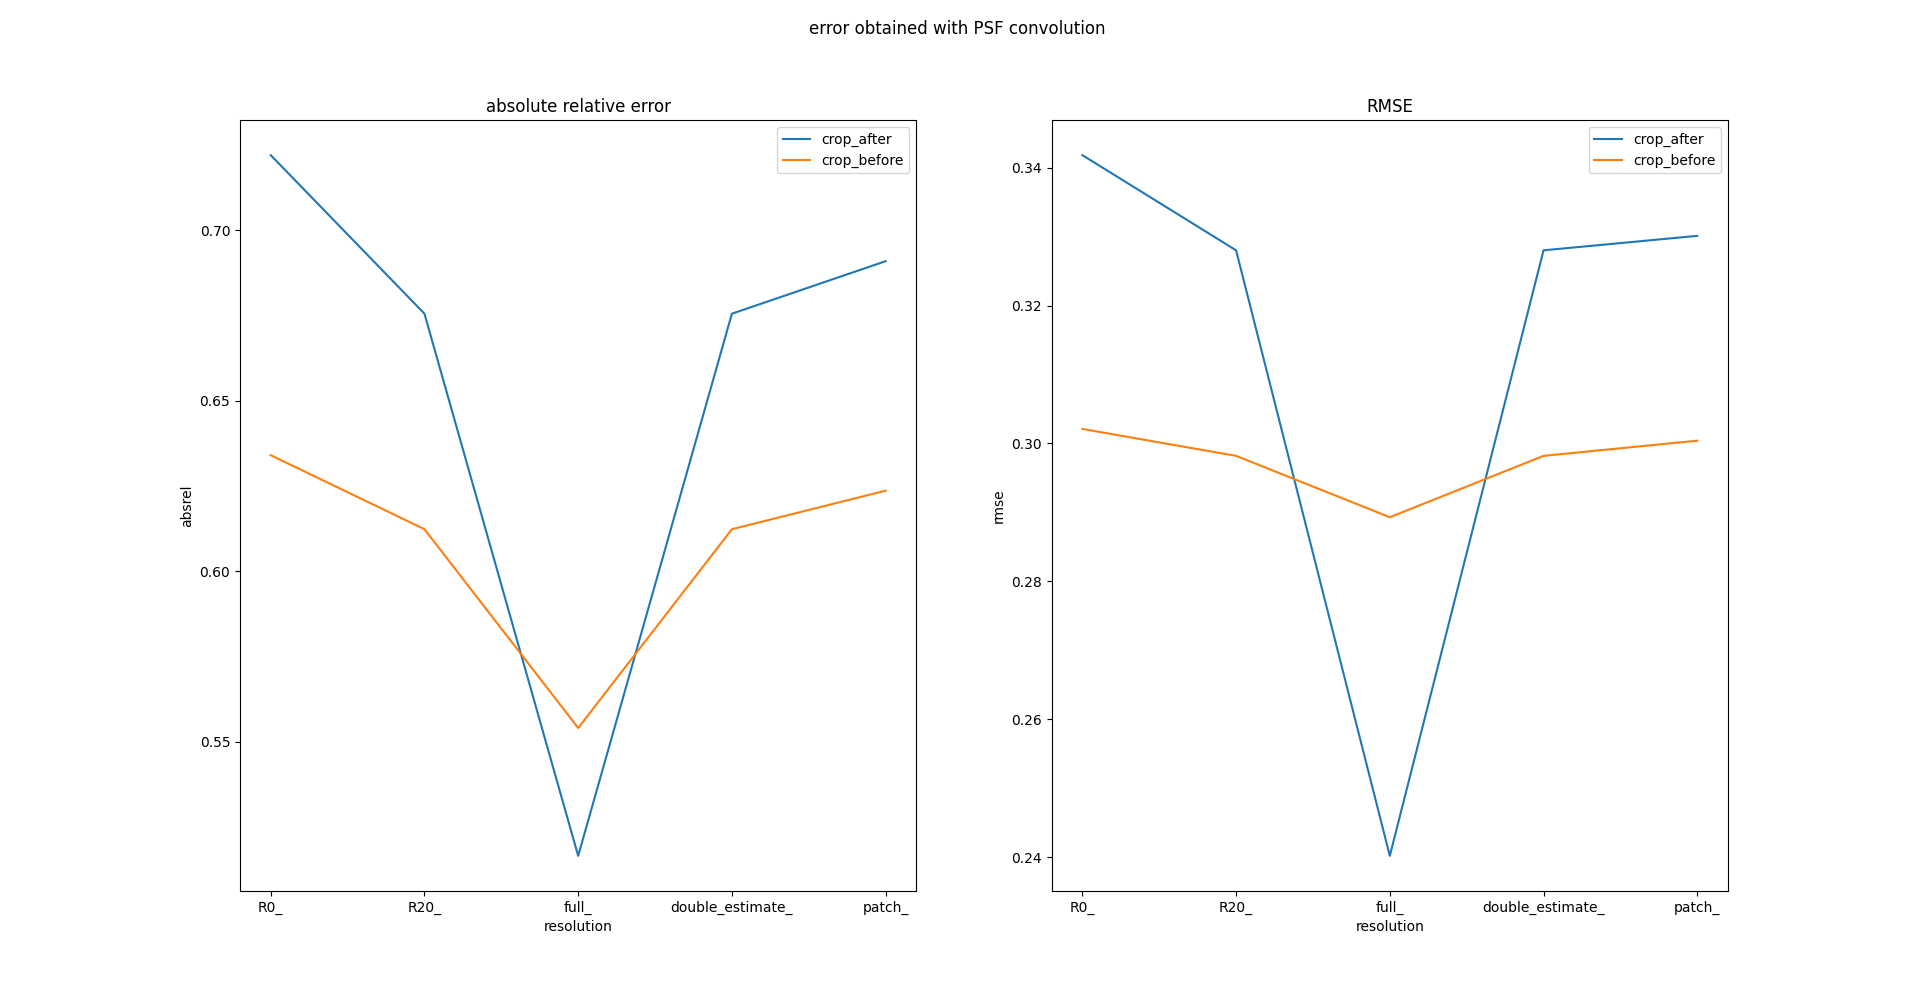 error obtained with PSF convolution
absolute relative error
crop_after
crop_before
0.70
0.65
0.60
0.55
absrel
R0_ R20_ full_ double_estimate_ patch_
resolution
RMSE
crop_after
crop_before
0.34
0.32
0.30
0.28
0.26
0.24
rmse
R0_ R20_ full_ double_estimate_ patch_
resolution